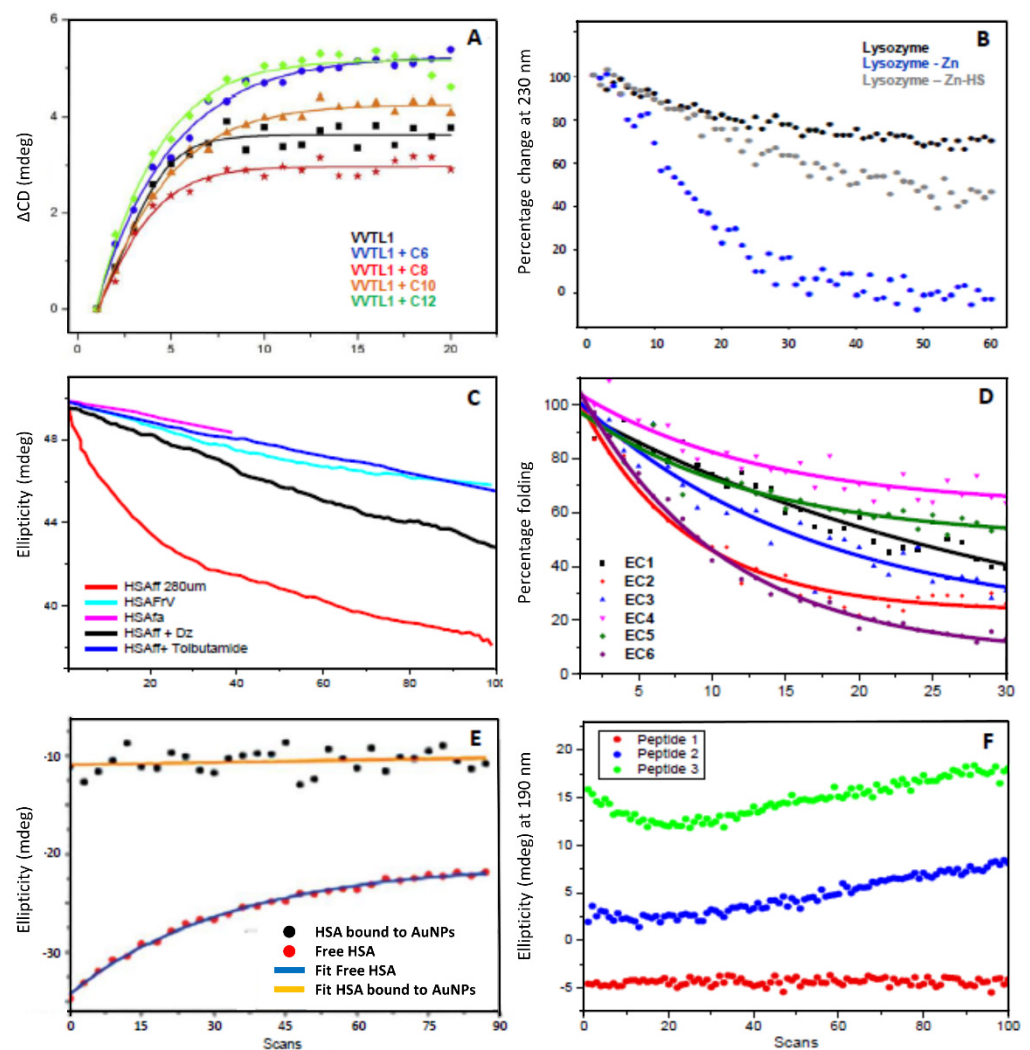 A
6
4
2
0
ΔCD (mdeg)
VVTL1
VVTL1 + C6
VVTL1 + C8
VVTL1 + C10
VVTL1 + C12
0 5 10 15 20
B
100
80
60
40
20
0
Percentage change at 230 nm
Lysozyme
Lysozyme - Zn
Lysozyme – Zn-HS
0 10 20 30 40 50 60
C
48
44
40
Ellipticity (mdeg)
HSAff 280um
HSAFrV
HSAfa
HSAff + Dz
HSAff+ Tolbutamide
20 40 60 80 100
D
100
80
60
40
20
0
Percentage folding
EC1
EC2
EC3
EC4
EC5
EC6
5 10 15 20 25 30
E
-10
-20
-30
Ellipticity (mdeg)
HSA bound to AuNPs
Free HSA
Fit Free HSA
Fit HSA bound to AuNPs
0 15 30 45 60 75 90
Scans
F
20
15
10
5
0
-5
Ellipticity (mdeg) at 190 nm
Peptide 1
Peptide 2
Peptide 3
0 20 40 60 80 100
Scans